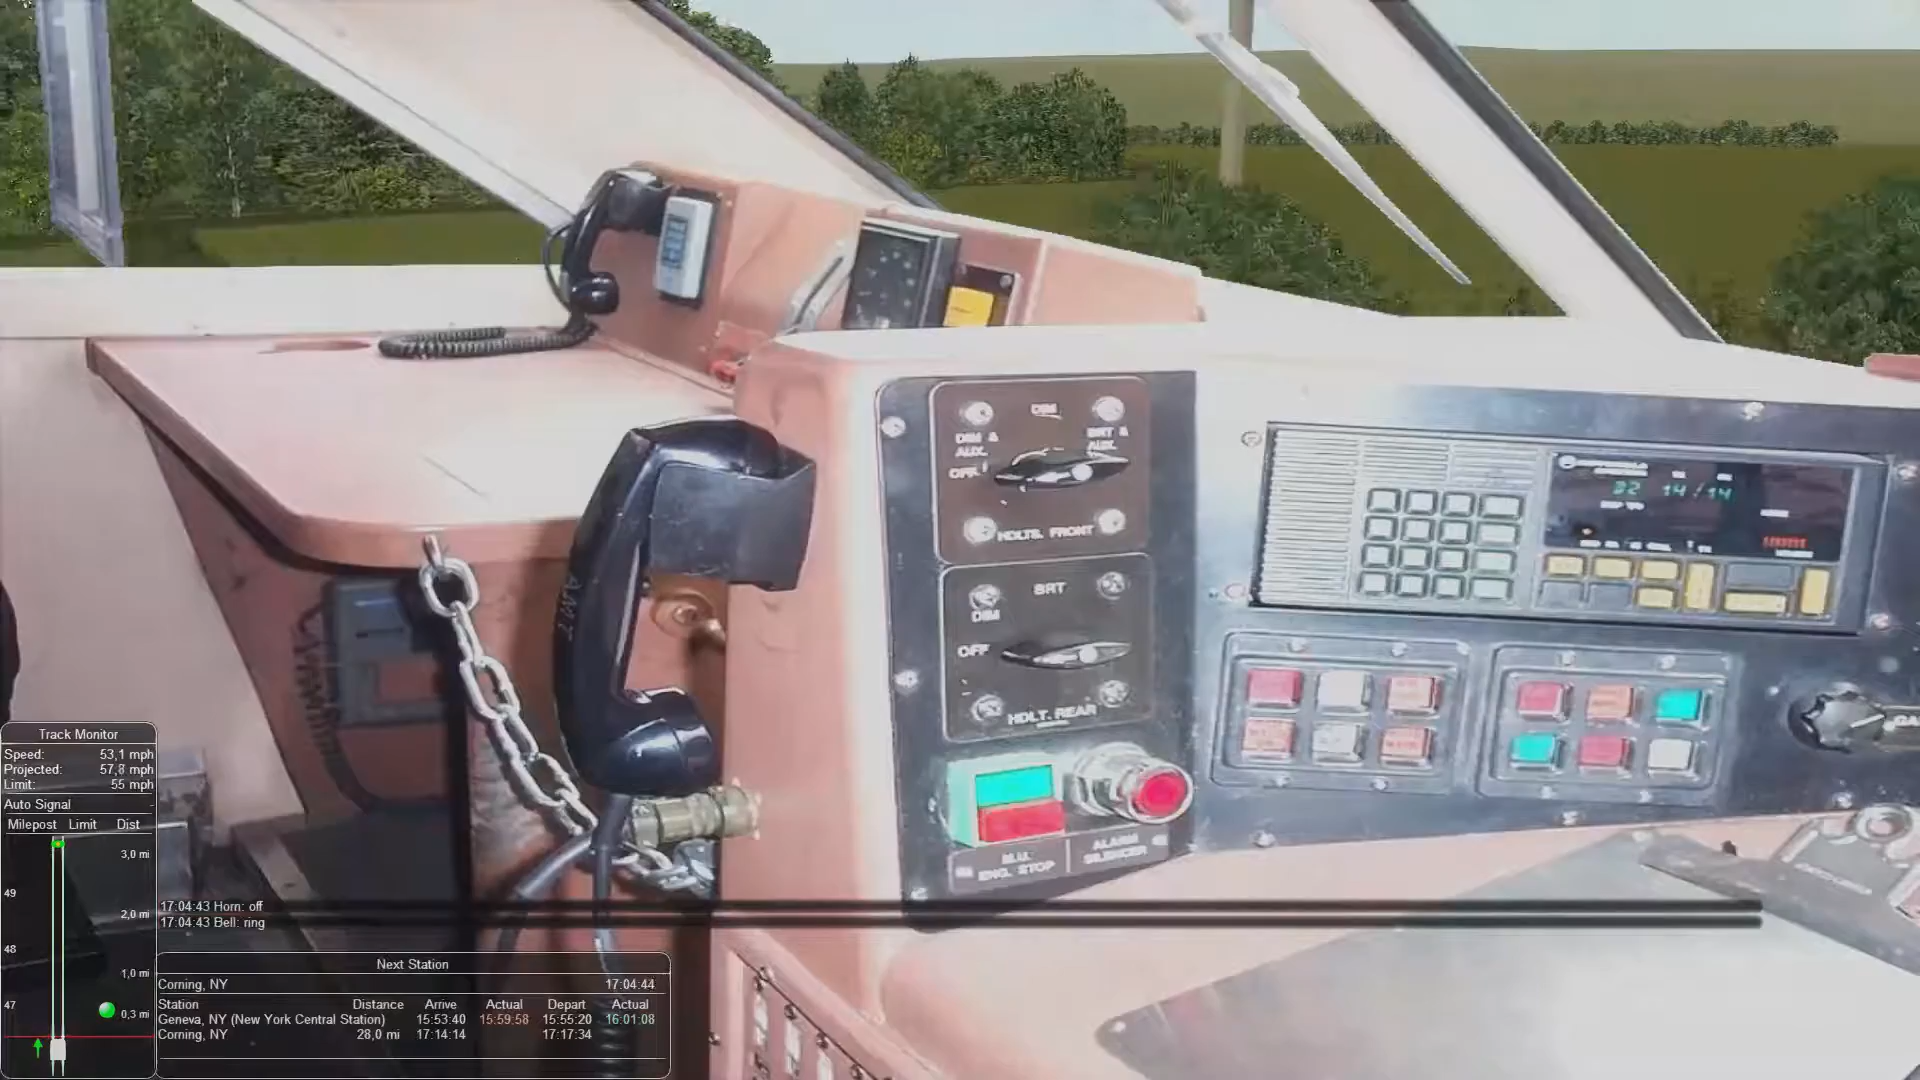 DIM
DIM &
AUX.
BRT &
AUX.
OFF
HDLTS. FRONT
BRT
DIM
OFF
HDLT. REAR
M.U.
ENG. STOP
ALARM
SILENCER
32 14/14
Track Monitor
Speed: 53,1 mph
Projected: 57,8 mph
Limit: 55 mph
Auto Signal -
Milepost Limit Dist
3,0 mi
49
2,0 mi
48
1,0 mi
47
0,3 mi
17:04:43 Horn: off
17:04:43 Bell: ring
Next Station
Corning, NY 17:04:44
Station Distance Arrive Actual Depart Actual
Geneva, NY (New York Central Station) 15:53:40 15:59:58 15:55:20 16:01:08
Corning, NY 28,0 mi 17:14:14 17:17:34